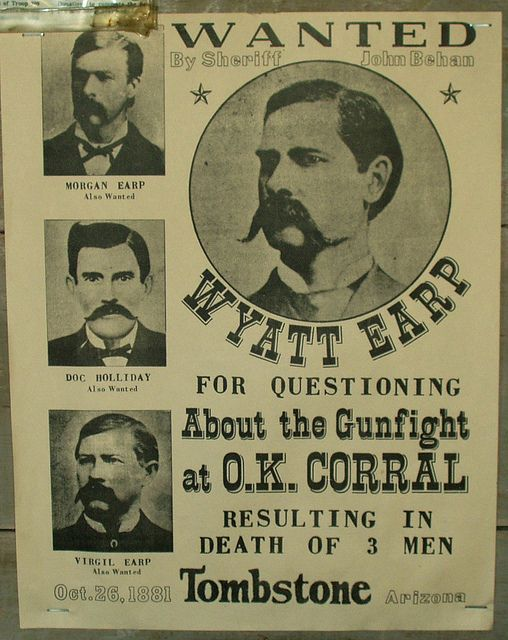 WANTED
By Sheriff John Behan
MORGAN EARP
Also Wanted
WYATT EARP
DOC HOLLIDAY
Also Wanted
FOR QUESTIONING
About the Gunfight
at O.K. CORRAL
RESULTING IN
DEATH OF 3 MEN
VIRGIL EARP
Also Wanted
Oct.26,1881 Tombstone Arizona